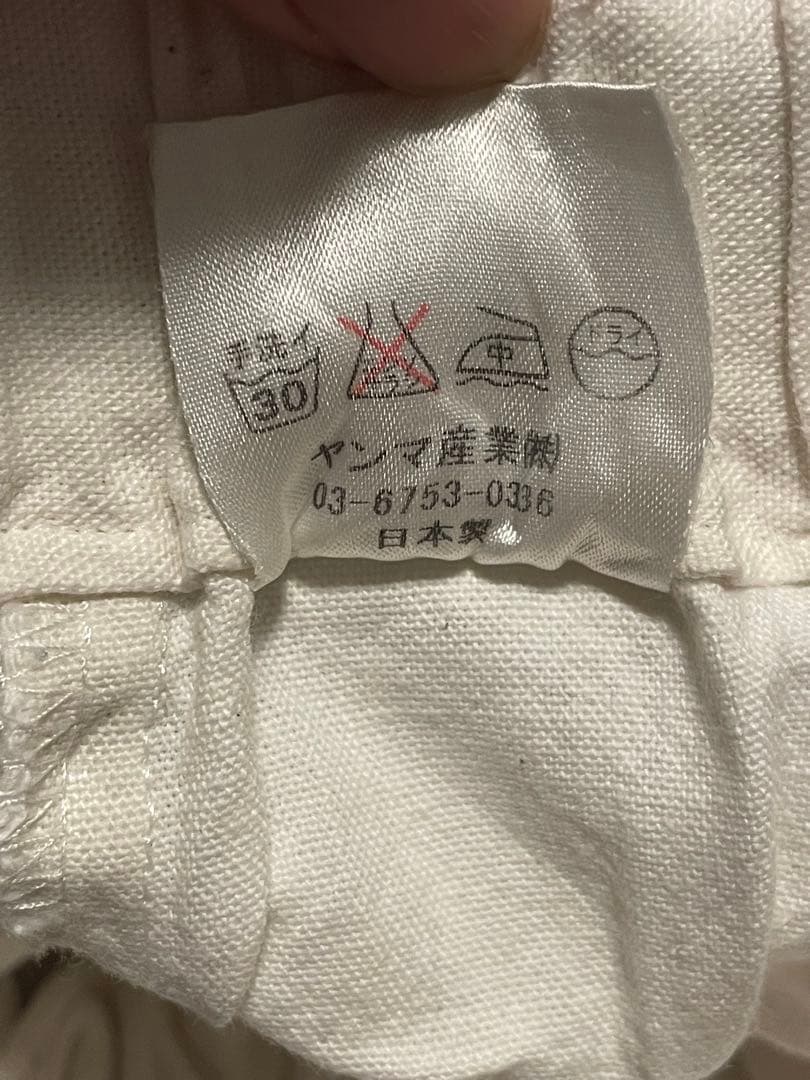 手洗イ 30 中 ドライ
ヤンマ産業㈱
03-6753-0336
日本製